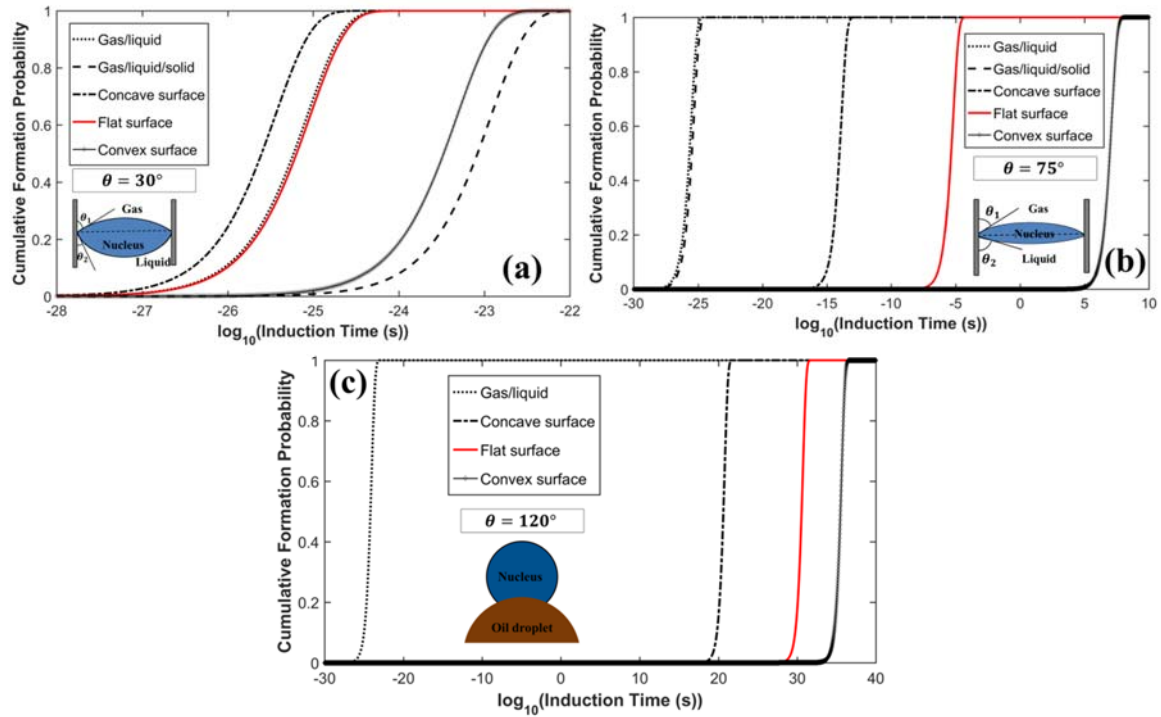 Cumulative Formation Probability
1
0.8
0.6
0.4
0.2
0
Gas/liquid
Gas/liquid/solid
Concave surface
Flat surface
Convex surface
θ = 30°
θ₁
Gas
Nucleus
θ₂
Liquid
(a)
-28 -27 -26 -25 -24 -23 -22
log₁₀(Induction Time (s))
Cumulative Formation Probability
1
0.8
0.6
0.4
0.2
0
Gas/liquid
Gas/liquid/solid
Concave surface
Flat surface
Convex surface
θ = 75°
θ₁
Gas
Nucleus
θ₂
Liquid
(b)
-30 -25 -20 -15 -10 -5 0 5 10
log₁₀(Induction Time (s))
Cumulative Formation Probability
1
0.8
0.6
0.4
0.2
0
(c)
Gas/liquid
Concave surface
Flat surface
Convex surface
θ = 120°
Nucleus
Oil droplet
-30 -20 -10 0 10 20 30 40
log₁₀(Induction Time (s))